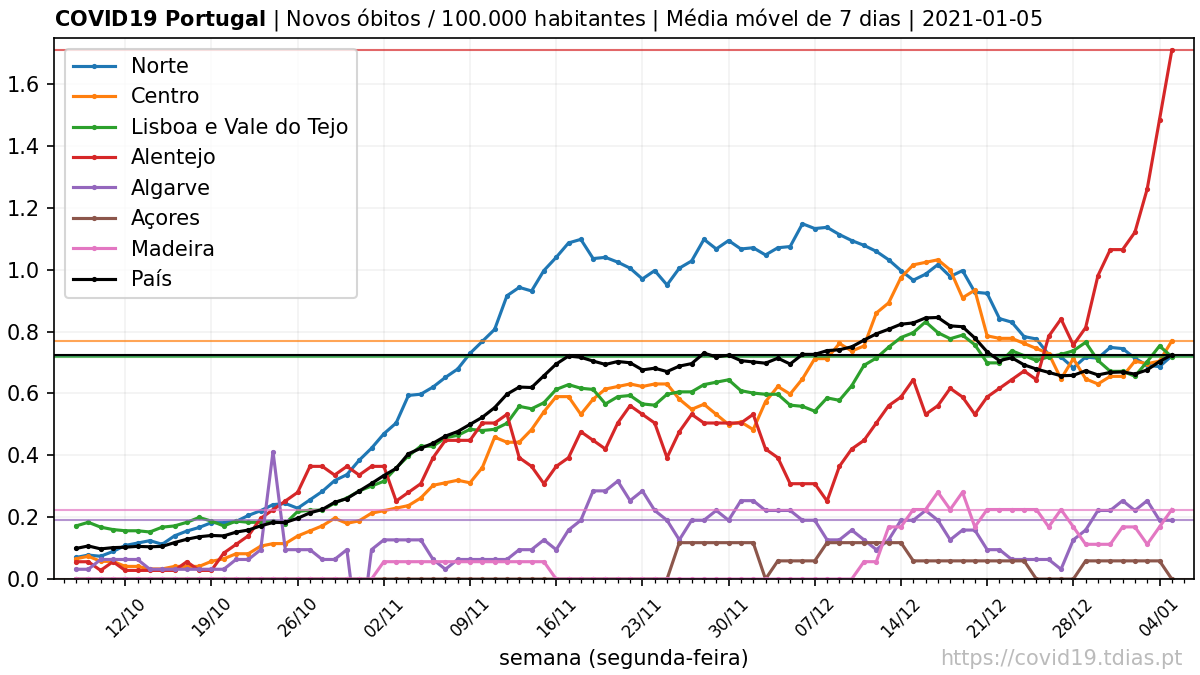 COVID19 Portugal | Novos óbitos / 100.000 habitantes | Média móvel de 7 dias | 2021-01-05
Norte
Centro
Lisboa e Vale do Tejo
Alentejo
Algarve
Açores
Madeira
País
1.6
1.4
1.2
1.0
0.8
0.6
0.4
0.2
0.0
12/10
19/10
26/10
02/11
09/11
16/11
23/11
30/11
07/12
14/12
21/12
28/12
04/01
semana (segunda-feira)
https://covid19.tdias.pt